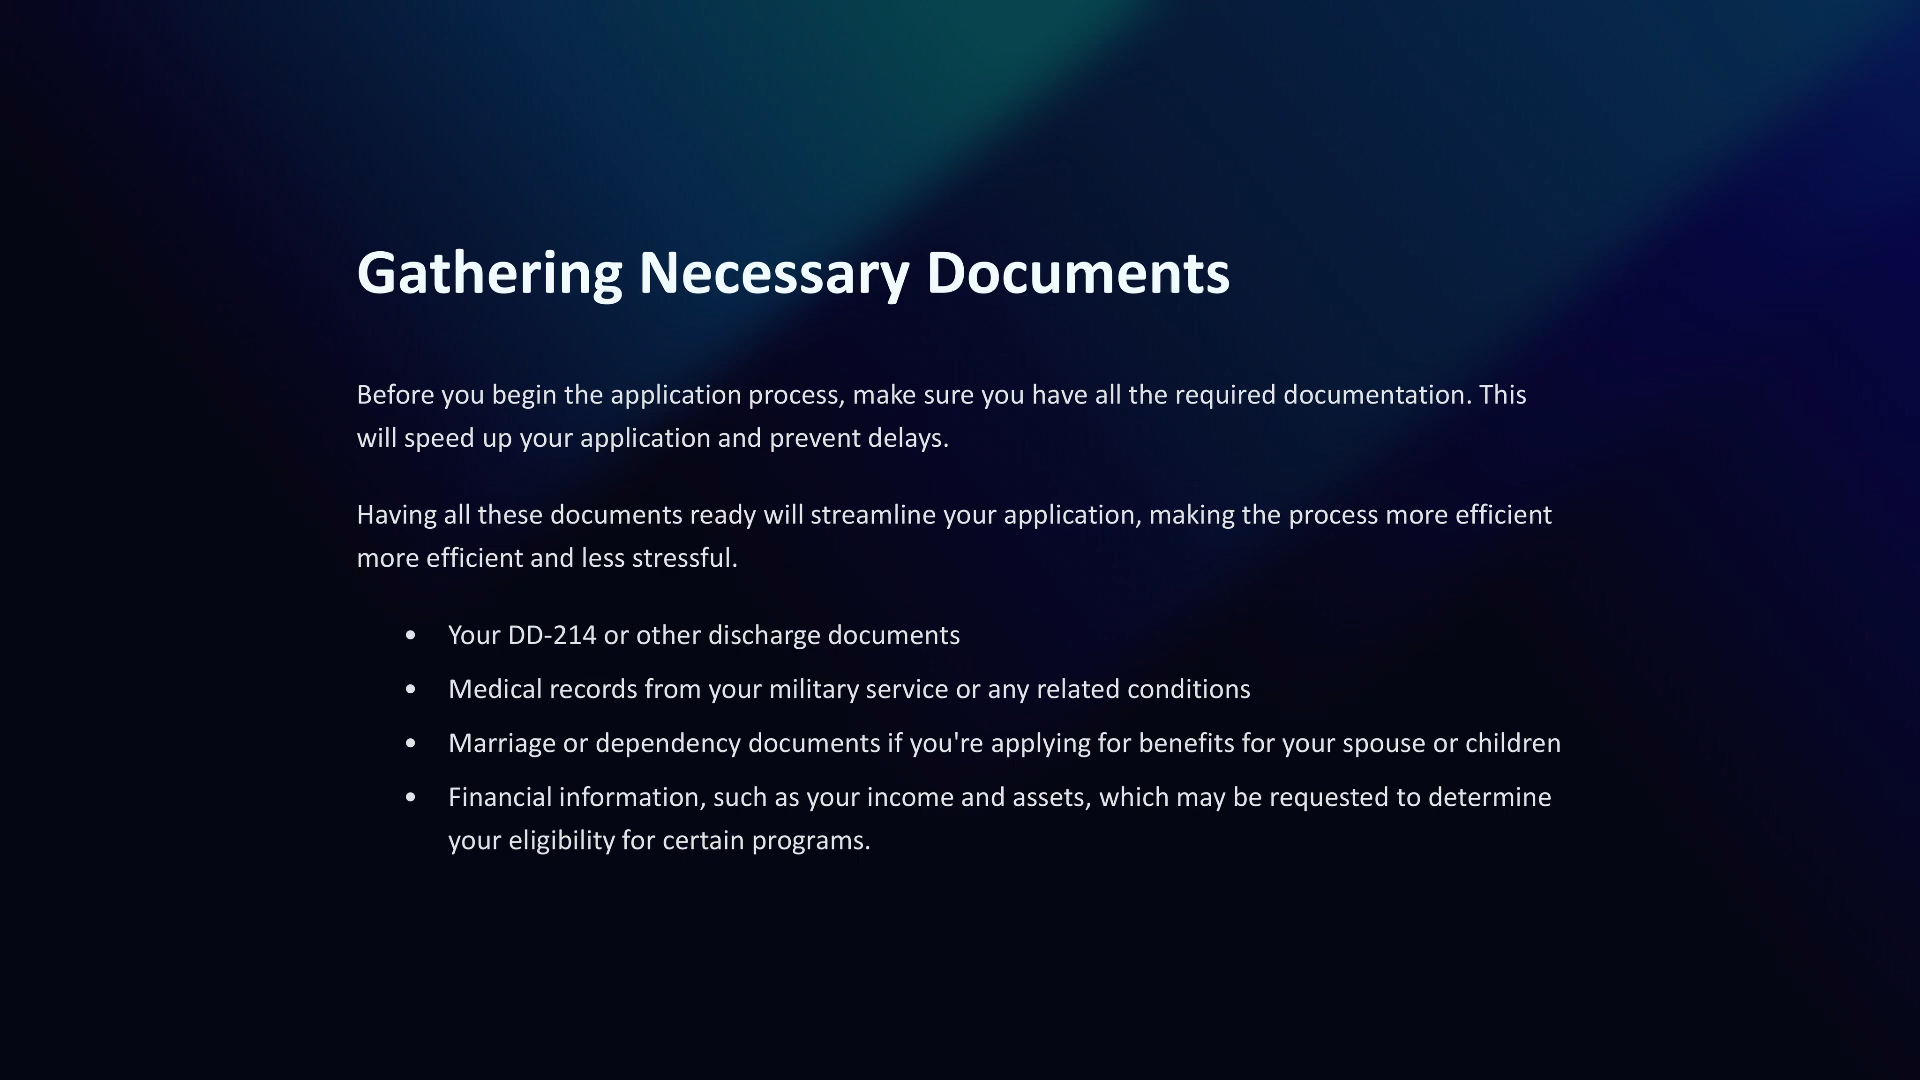 Gathering Necessary Documents
Before you begin the application process, make sure you have all the required documentation. This
will speed up your application and prevent delays.
Having all these documents ready will streamline your application, making the process more efficient
more efficient and less stressful.
• Your DD-214 or other discharge documents
• Medical records from your military service or any related conditions
• Marriage or dependency documents if you're applying for benefits for your spouse or children
• Financial information, such as your income and assets, which may be requested to determine
your eligibility for certain programs.